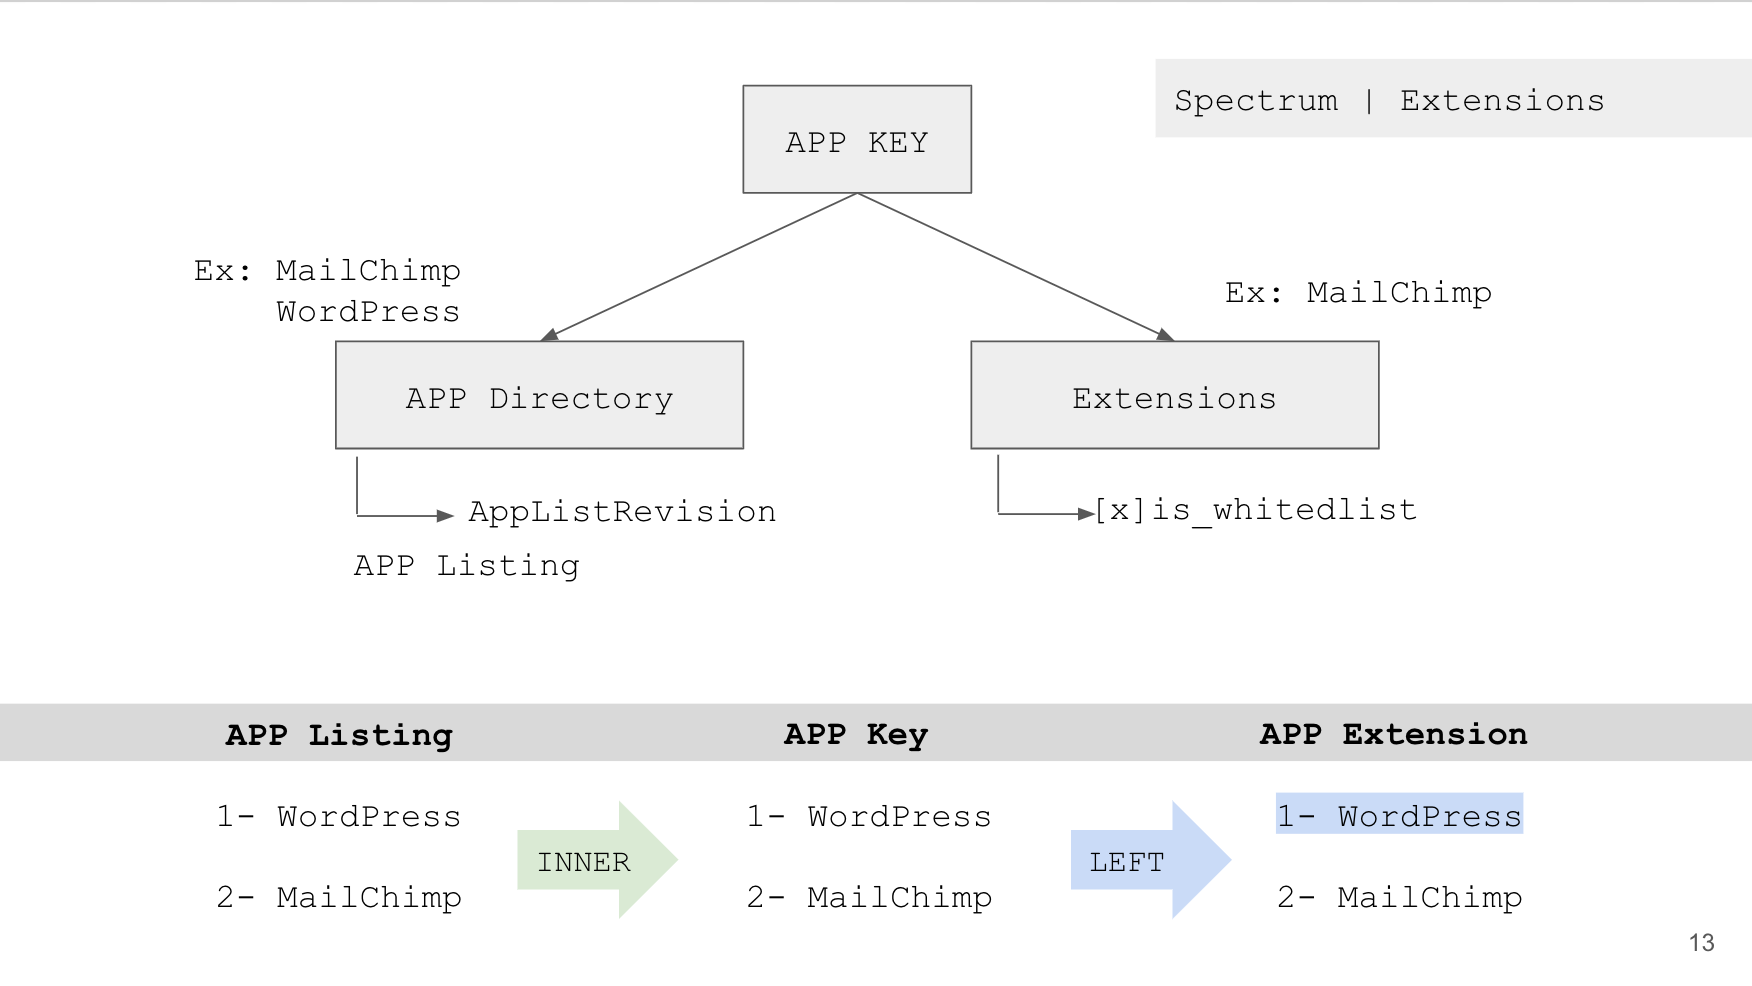 Spectrum | Extensions
APP KEY
Ex: MailChimp
WordPress
Ex: MailChimp
APP Directory
Extensions
AppListRevision
[x]is_whitedlist
APP Listing
APP Listing
APP Key
APP Extension
1- WordPress
1- WordPress
1- WordPress
INNER
LEFT
2- MailChimp
2- MailChimp
2- MailChimp
13